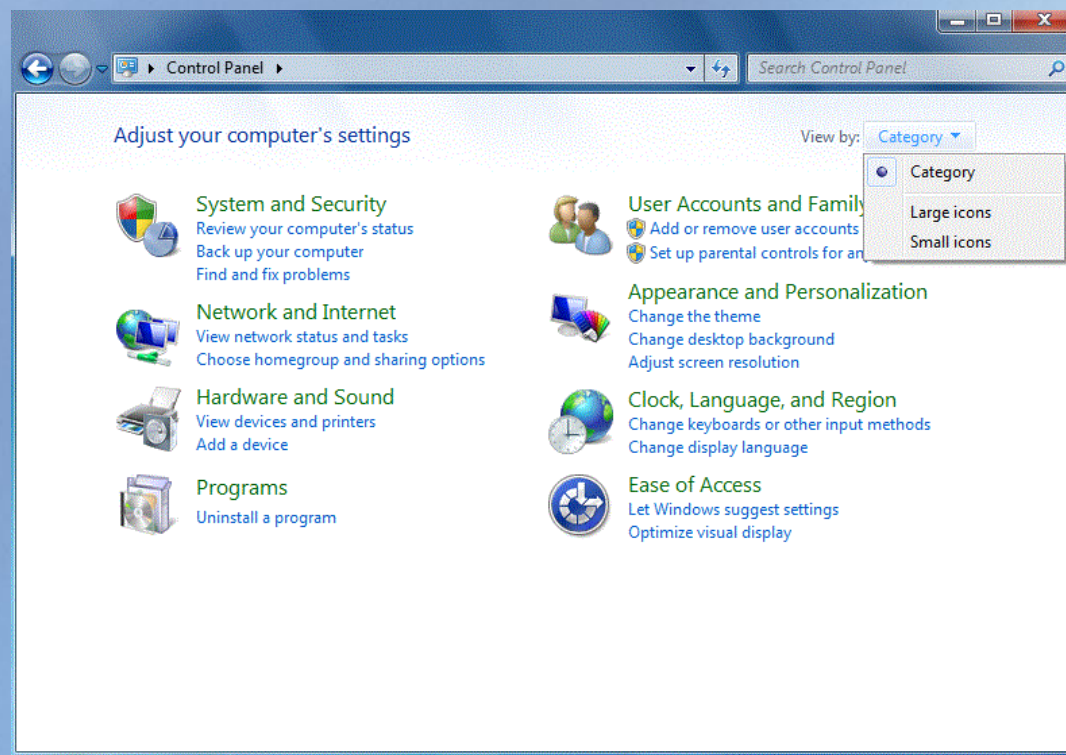 Control Panel
Search Control Panel
Adjust your computer's settings
View by: Category
Category
Large icons
Small icons
System and Security
Review your computer's status
Back up your computer
Find and fix problems
Network and Internet
View network status and tasks
Choose homegroup and sharing options
Hardware and Sound
View devices and printers
Add a device
Programs
Uninstall a program
User Accounts and Family
Add or remove user accounts
Set up parental controls for
Appearance and Personalization
Change the theme
Change desktop background
Adjust screen resolution
Clock, Language, and Region
Change keyboards or other input methods
Change display language
Ease of Access
Let Windows suggest settings
Optimize visual display